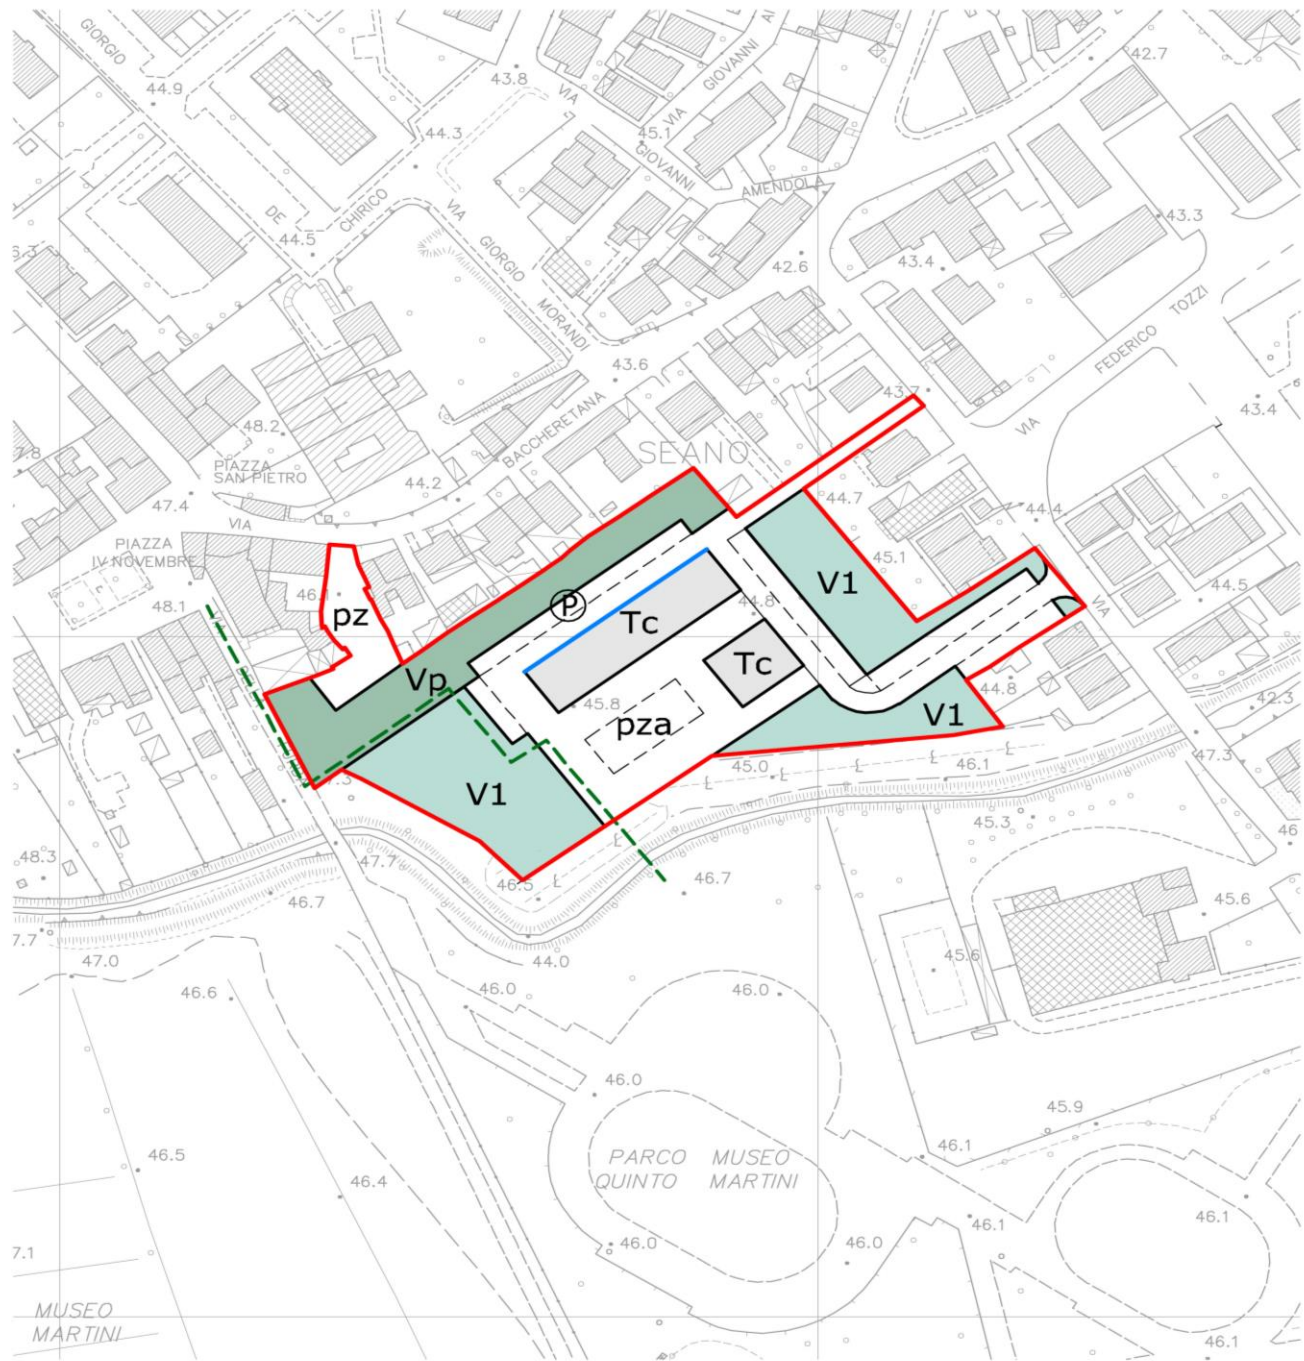 GIORGIO
44.9
43.8
VIA
GIOVANNI
VIA
42.7
45.1
44.3
GIOVANNI
AMENDOLA
DE
CHIRICO
VIA
43.3
44.5
GIORGIO
42.6
43.4
MORANDI
TOZZI
FEDERICO
43.6
43.7
43.4
VIA
48.2
BACCHERETANA
SEANO
PIAZZA
SAN PIETRO
44.2
47.4
44.7
44.4
VIA
PIAZZA
IV NOVEMBRE
45.1
V1
44.5
48.1
pz
P
Tc
44.8
VIA
Tc
Vp
44.8
42.3
45.8
pza
V1
47.3
V1
45.0
46.1
45.3
48.3
47.7
46.5
46.7
46.7
45.6
47.0
44.0
45.6
46.6
46.0
46.0
46.0
45.9
46.5
PARCO MUSEO
QUINTO MARTINI
46.1
46.4
46.1
46.1
46.0
46.0
7.1
MUSEO
MARTINI
46.1